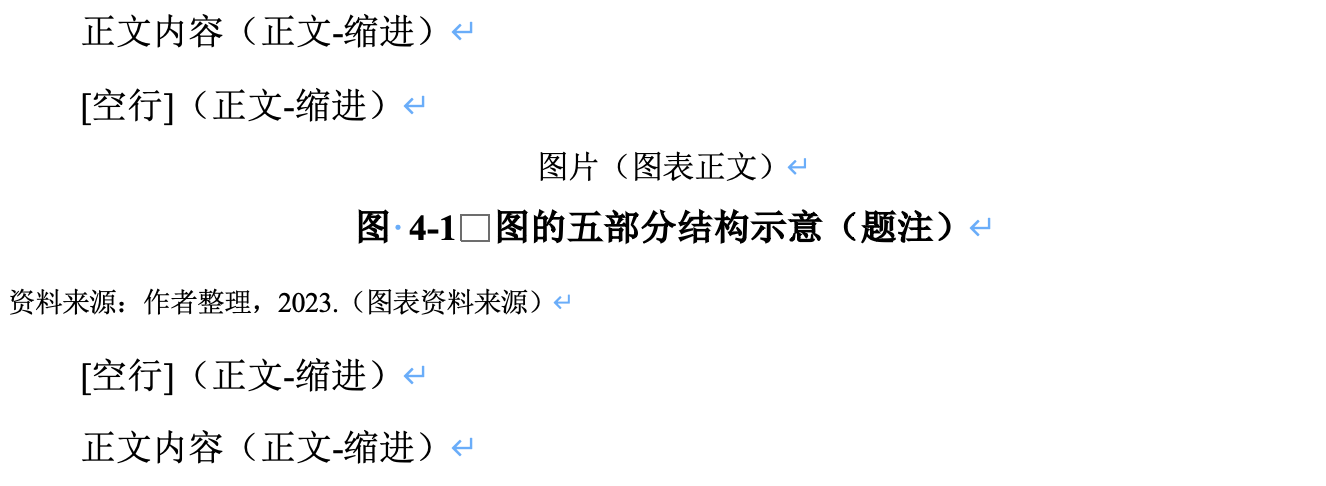 正文内容（正文-缩进）↵
[空行]（正文-缩进）↵
图片（图表正文）↵
图·4-1□图的五部分结构示意（题注）↵
资料来源：作者整理，2023.（图表资料来源）↵
[空行]（正文-缩进）↵
正文内容（正文-缩进）↵